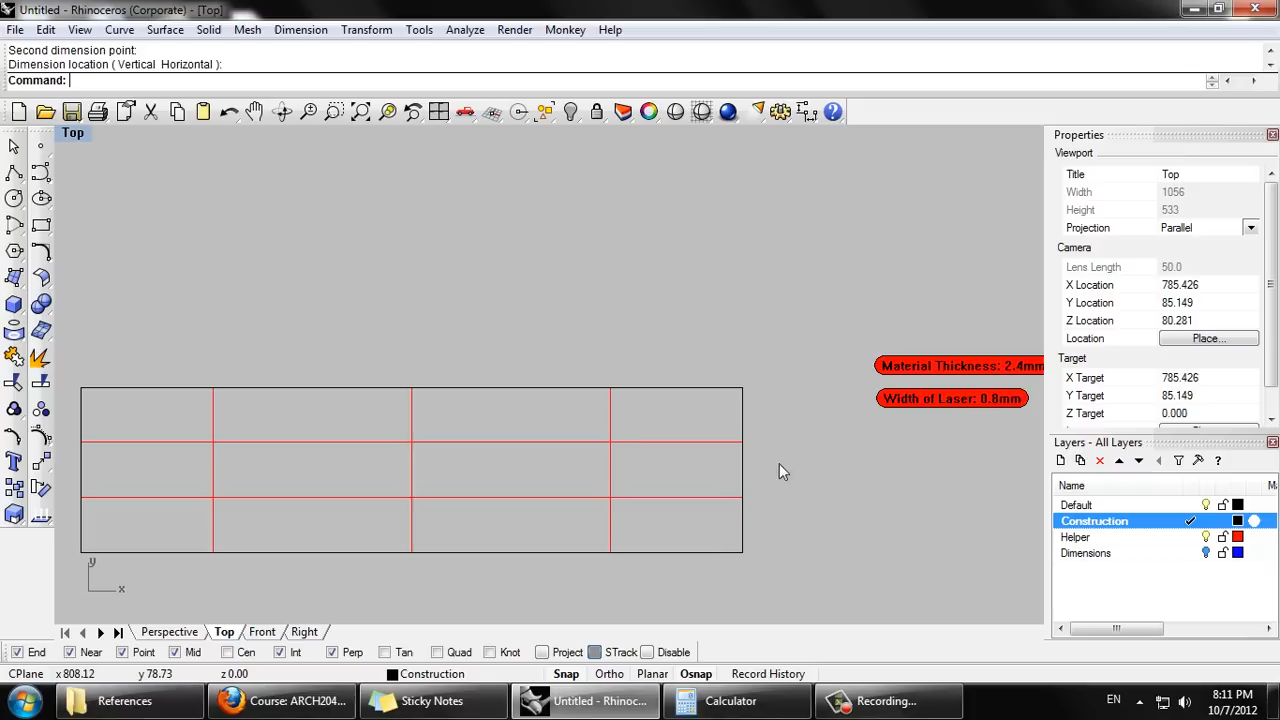 Untitled - Rhinoceros (Corporate) - [Top]
File Edit View Curve Surface Solid Mesh Dimension Transform Tools Analyze Render Monkey Help
Second dimension point:
Dimension location ( Vertical Horizontal ):
Command:
Top
Properties
Viewport
Title Top
Width 1056
Height 533
Projection Parallel
Camera
Lens Length 50.0
X Location 785.426
Y Location 85.149
Z Location 80.281
Location Place...
Target
X Target 785.426
Y Target 85.149
Z Target 0.000
Material Thickness: 2.4mm
Width of Laser: 0.8mm
Layers - All Layers
Name M
Default
Construction
Helper
Dimensions
y
x
Perspective Top Front Right
End Near Point Mid Cen Int Perp Tan Quad Knot Project STrack Disable
CPlane x 808.12 y 78.73 z 0.00 Construction Snap Ortho Planar Osnap Record History
References Course: ARCH204... Sticky Notes Untitled - Rhinoc... Calculator Recording... EN 8:11 PM
10/7/2012